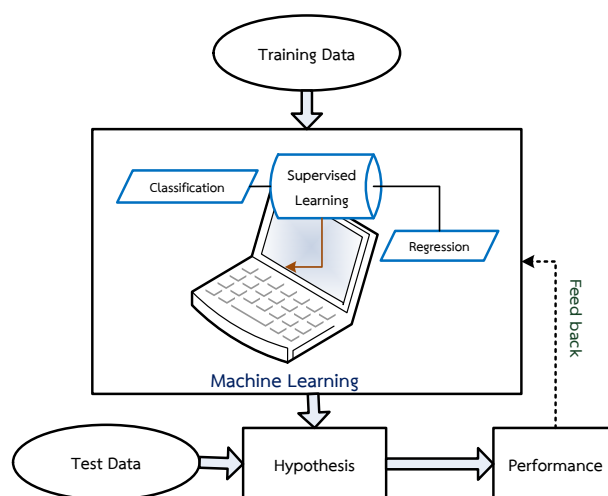 Training Data
Supervised
Learning
Classification
Regression
Feed back
Machine Learning
Test Data
Hypothesis
Performance